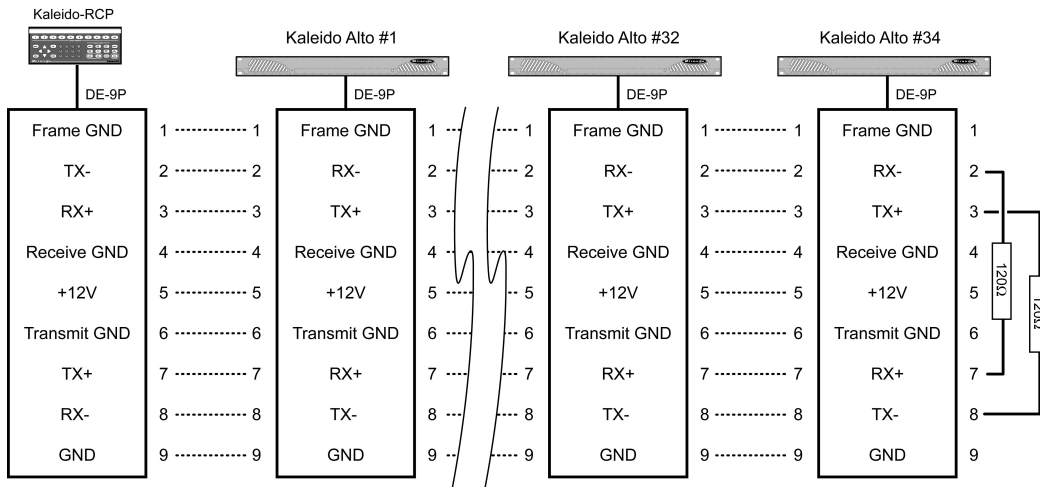 Kaleido-RCP
Kaleido Alto #1
Kaleido Alto #32
Kaleido Alto #34
DE-9P
DE-9P
DE-9P
DE-9P
Frame GND 1 1 Frame GND 1 1 Frame GND 1 1 Frame GND 1
TX- 2 2 RX- 2 2 RX- 2 2 RX- 2
RX+ 3 3 TX+ 3 3 TX+ 3 3 TX+ 3
Receive GND 4 4 Receive GND 4 4 Receive GND 4 4 Receive GND 4
+12V 5 5 +12V 5 5 +12V 5 5 +12V 5
Transmit GND 6 6 Transmit GND 6 6 Transmit GND 6 6 Transmit GND 6
TX+ 7 7 RX+ 7 7 RX+ 7 7 RX+ 7
RX- 8 8 TX- 8 8 TX- 8 8 TX- 8
GND 9 9 GND 9 9 GND 9 9 GND 9
120Ω
120Ω